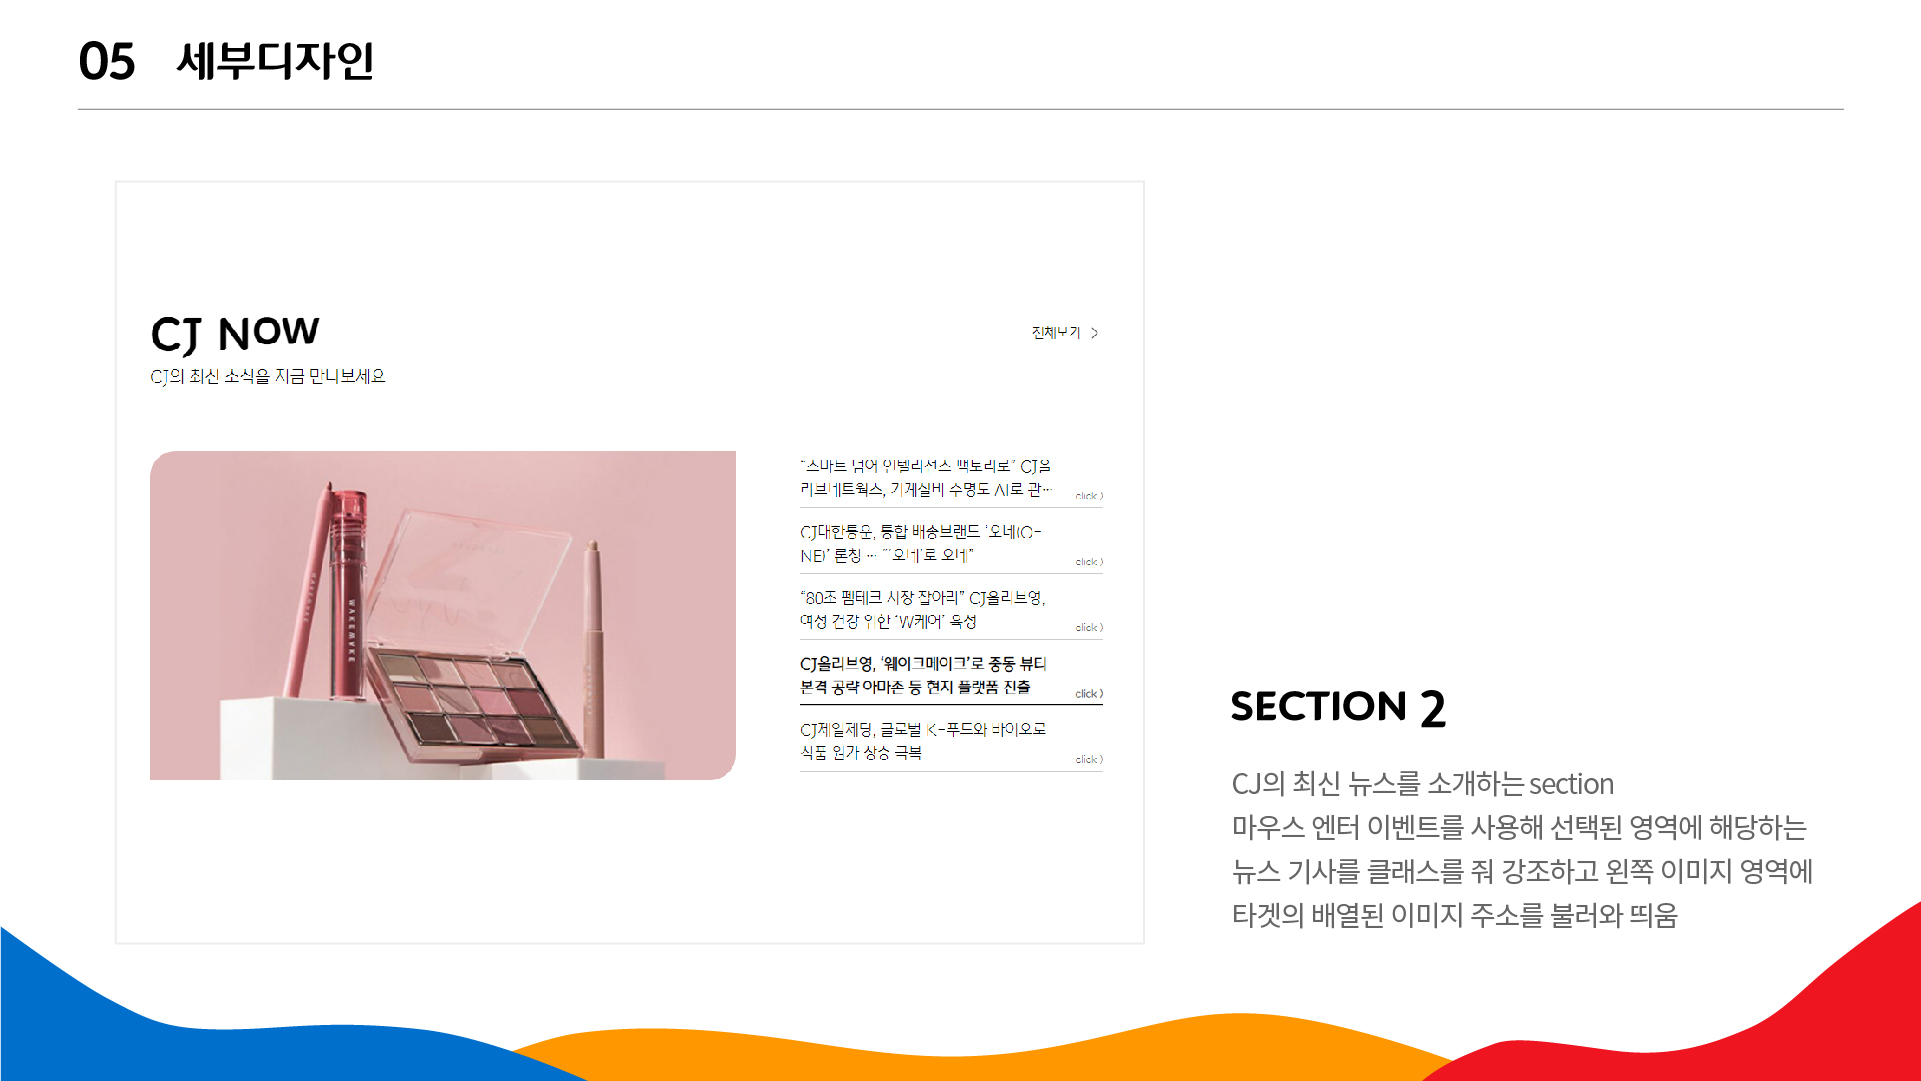 05 세부디자인
CJ NOW
전체보기 >
CJ의 최신 소식을 지금 만나보세요
“스마트 넘어 인텔리전스 팩토리로” CJ올
리브네트웍스, 기계설비 수명도 AI로 관…
click >
CJ대한통운, 통합 배송브랜드 ‘오네(O-
NE)’ 론칭 … “‘오네’로 오네”
click >
“80조 펨테크 시장 잡아라” CJ올리브영,
여성 건강 위한 ‘W케어’ 육성
click >
CJ올리브영, ‘웨이크메이크’로 중동 뷰티
본격 공략 아마존 등 현지 플랫폼 진출
click >
CJ제일제당, 글로벌 K-푸드와 바이오로
식품 원가 상승 극복
click >
WAKEMAKE
SECTION 2
CJ의 최신 뉴스를 소개하는 section
마우스 엔터 이벤트를 사용해 선택된 영역에 해당하는
뉴스 기사를 클래스를 줘 강조하고 왼쪽 이미지 영역에
타겟의 배열된 이미지 주소를 불러와 띄움